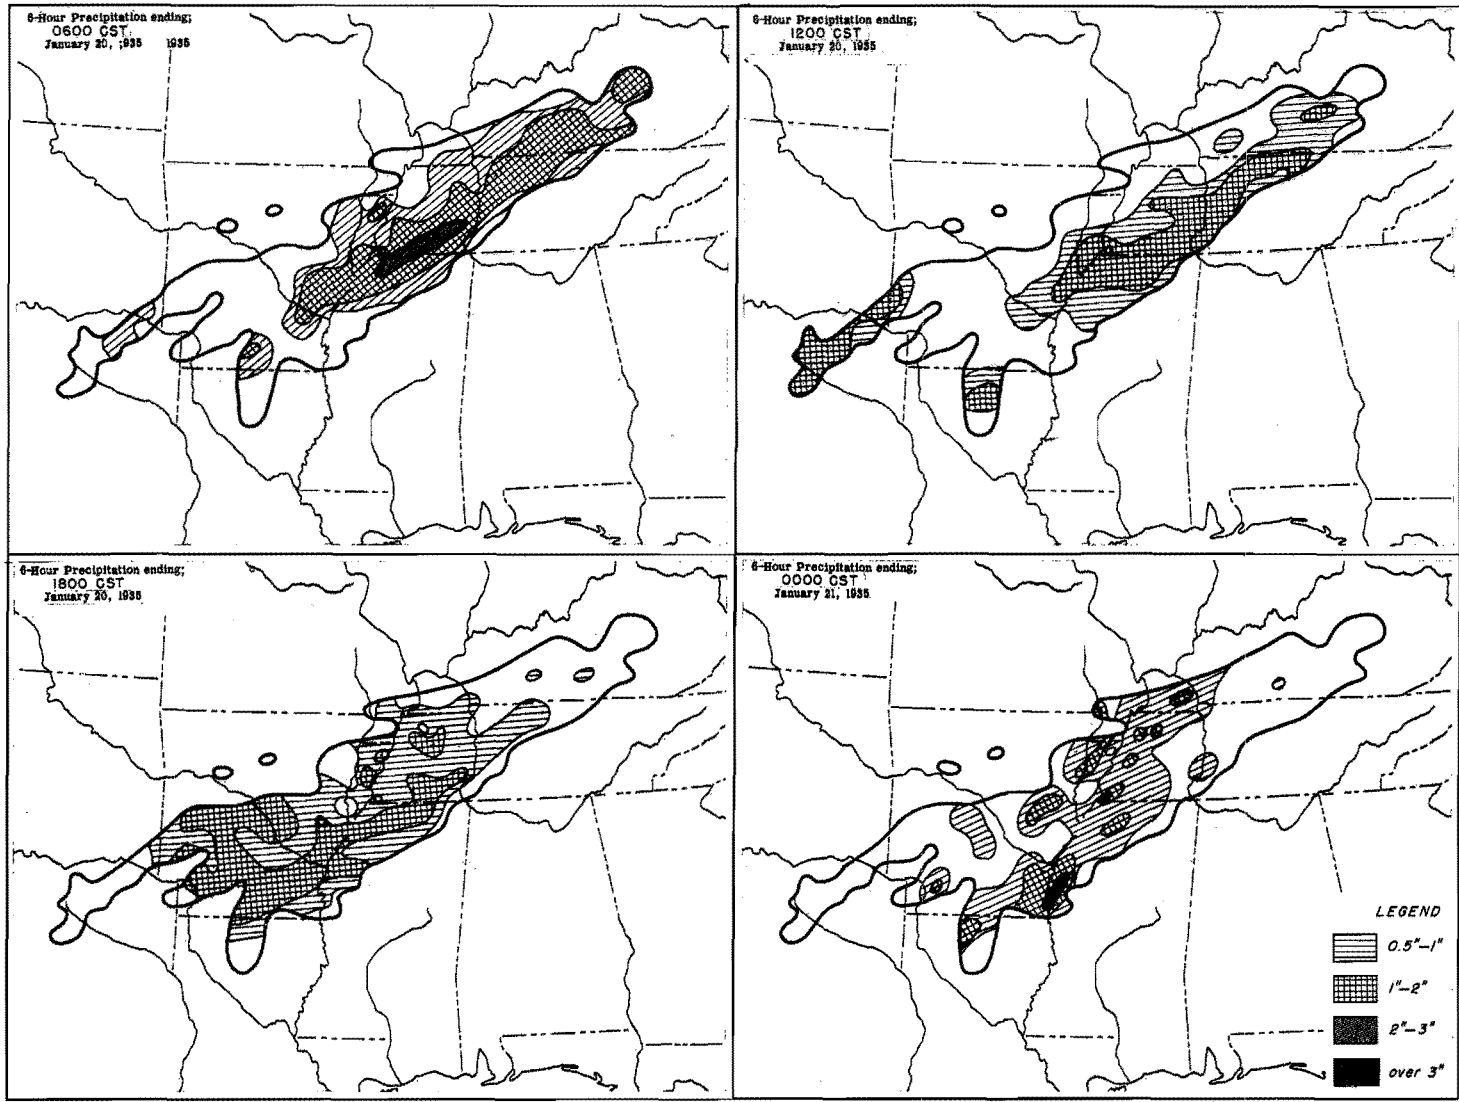 6-Hour Precipitation ending;
0600 CST
January 20, ;935 1935
6-Hour Precipitation ending;
1200 CST
January 20, 1935
6-Hour Precipitation ending;
1800 CST
January 20, 1935
6-Hour Precipitation ending;
0000 CST
January 21, 1935
LEGEND
0.5"–1"
1"–2"
2"–3"
over 3"